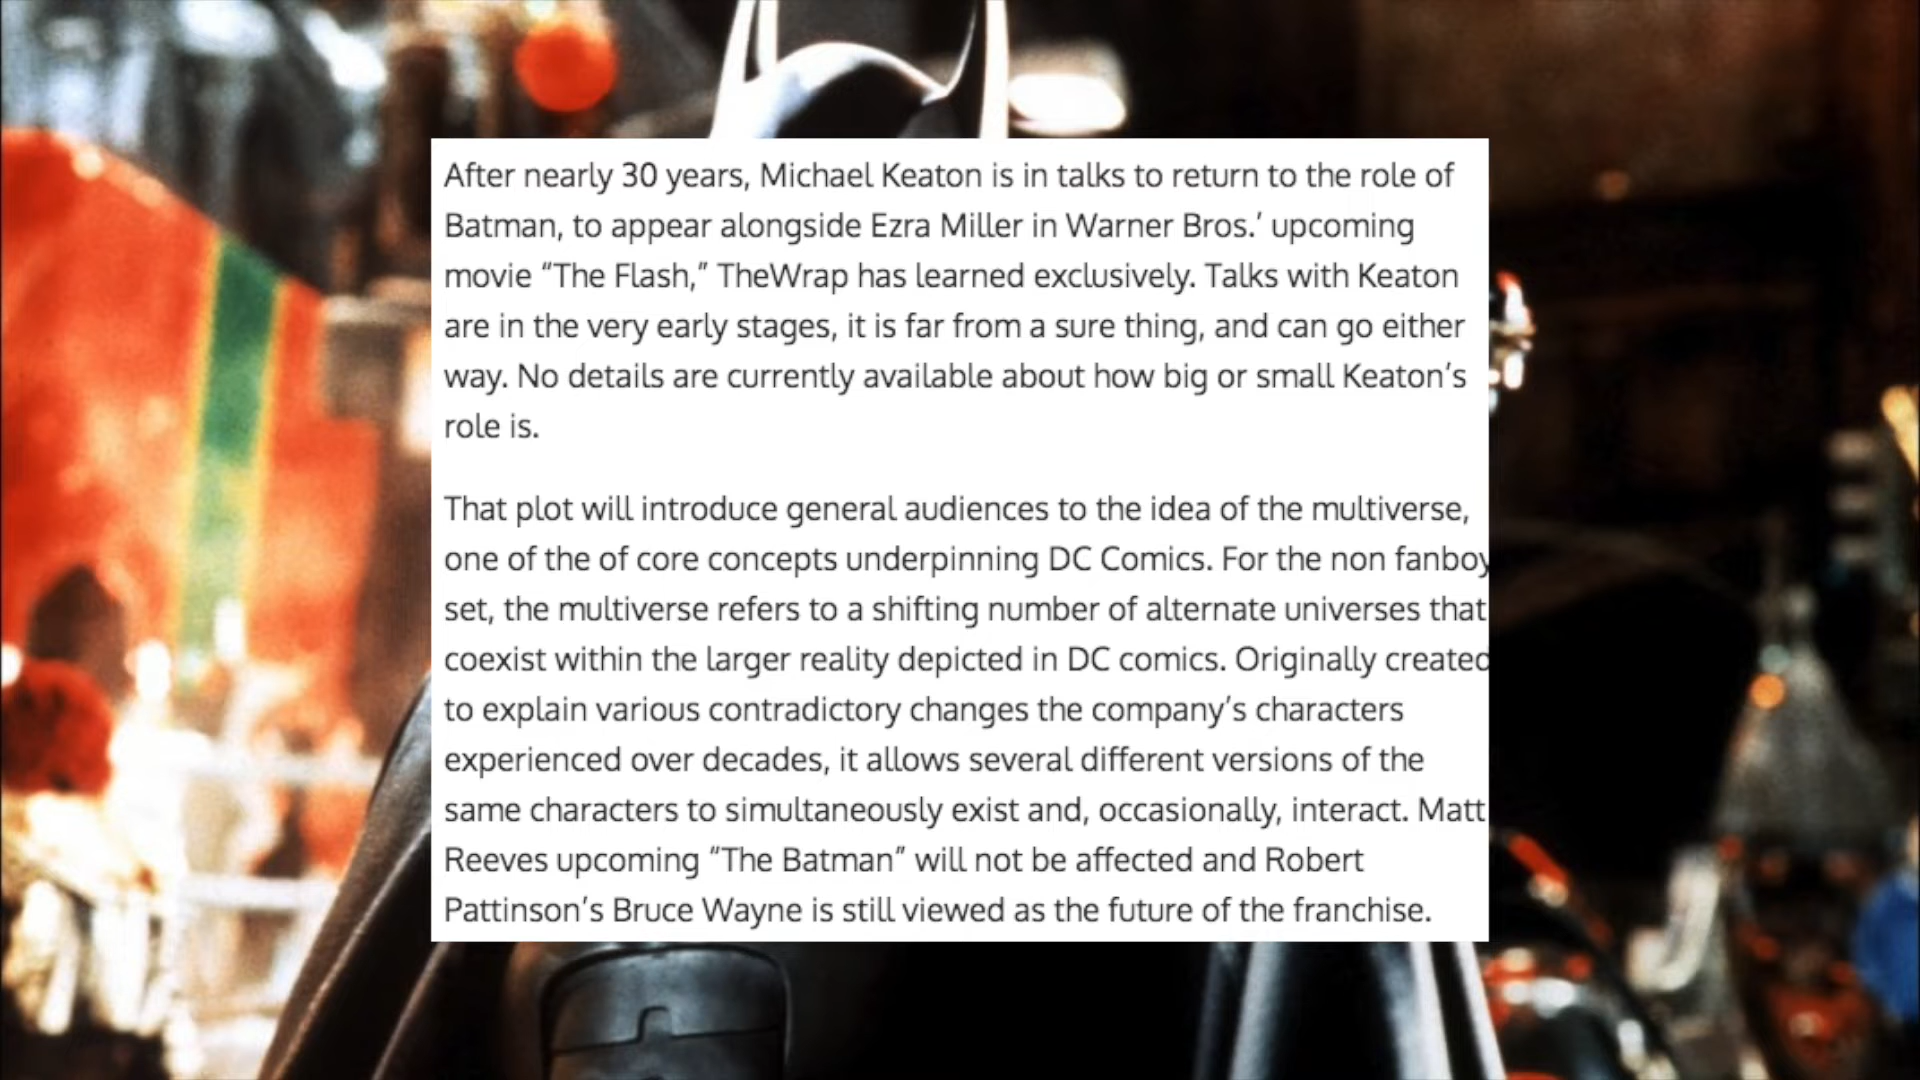 After nearly 30 years, Michael Keaton is in talks to return to the role of
Batman, to appear alongside Ezra Miller in Warner Bros.’ upcoming
movie “The Flash,” TheWrap has learned exclusively. Talks with Keaton
are in the very early stages, it is far from a sure thing, and can go either
way. No details are currently available about how big or small Keaton’s
role is.
That plot will introduce general audiences to the idea of the multiverse,
one of the of core concepts underpinning DC Comics. For the non fanboy
set, the multiverse refers to a shifting number of alternate universes that
coexist within the larger reality depicted in DC comics. Originally created
to explain various contradictory changes the company’s characters
experienced over decades, it allows several different versions of the
same characters to simultaneously exist and, occasionally, interact. Matt
Reeves upcoming “The Batman” will not be affected and Robert
Pattinson’s Bruce Wayne is still viewed as the future of the franchise.